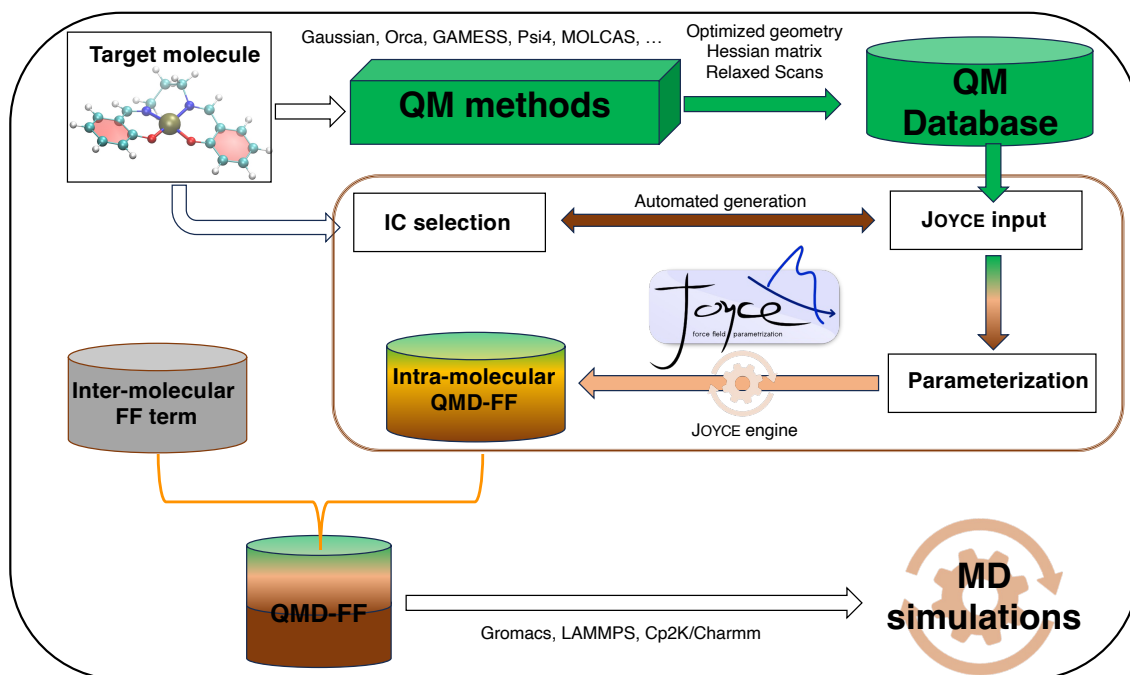 Target molecule
Gaussian, Orca, GAMESS, Psi4, MOLCAS, ...
QM methods
Optimized geometry
Hessian matrix
Relaxed Scans
QM
Database
IC selection
Automated generation
JOYCE input
Joyce
force field parametrization
Parameterization
JOYCE engine
Intra-molecular
QMD-FF
Inter-molecular
FF term
QMD-FF
Gromacs, LAMMPS, Cp2K/Charmm
MD
simulations